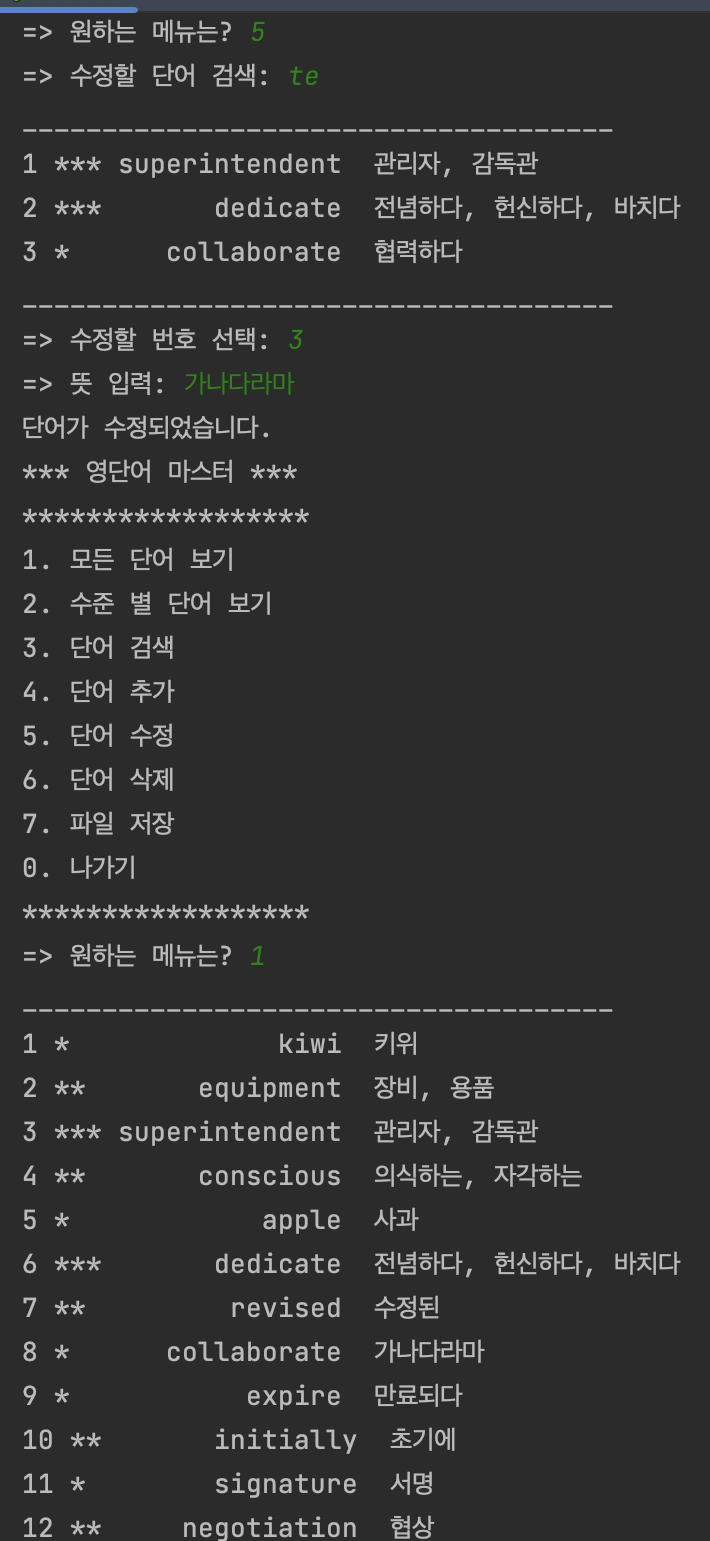 => 원하는 메뉴는? 5
=> 수정할 단어 검색: te
-------------------------------------
1 *** superintendent  관리자, 감독관
2 ***       dedicate  전념하다, 헌신하다, 바치다
3 *      collaborate  협력하다
-------------------------------------
=> 수정할 번호 선택: 3
=> 뜻 입력: 가나다라마
단어가 수정되었습니다.
*** 영단어 마스터 ***
******************
1. 모든 단어 보기
2. 수준 별 단어 보기
3. 단어 검색
4. 단어 추가
5. 단어 수정
6. 단어 삭제
7. 파일 저장
0. 나가기
******************
=> 원하는 메뉴는? 1
-------------------------------------
1 *             kiwi  키위
2 **       equipment  장비, 용품
3 *** superintendent  관리자, 감독관
4 **       conscious  의식하는, 자각하는
5 *            apple  사과
6 ***       dedicate  전념하다, 헌신하다, 바치다
7 **         revised  수정된
8 *      collaborate  가나다라마
9 *           expire  만료되다
10 **       initially  초기에
11 *        signature  서명
12 **     negotiation  협상